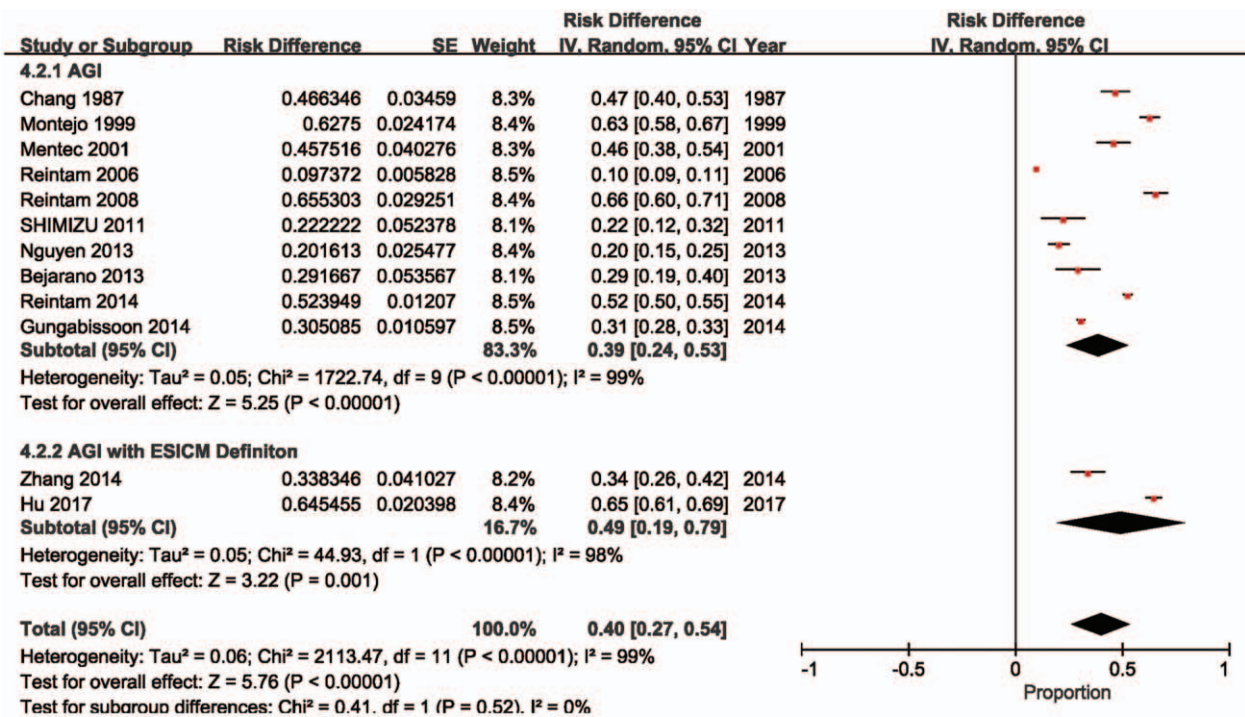 Risk Difference Risk Difference
Study or Subgroup Risk Difference SE Weight IV, Random, 95% CI Year IV, Random, 95% CI
4.2.1 AGI
Chang 1987 0.466346 0.03459 8.3% 0.47 [0.40, 0.53] 1987
Montejo 1999 0.6275 0.024174 8.4% 0.63 [0.58, 0.67] 1999
Mentec 2001 0.457516 0.040276 8.3% 0.46 [0.38, 0.54] 2001
Reintam 2006 0.097372 0.005828 8.5% 0.10 [0.09, 0.11] 2006
Reintam 2008 0.655303 0.029251 8.4% 0.66 [0.60, 0.71] 2008
SHIMIZU 2011 0.222222 0.052378 8.1% 0.22 [0.12, 0.32] 2011
Nguyen 2013 0.201613 0.025477 8.4% 0.20 [0.15, 0.25] 2013
Bejarano 2013 0.291667 0.053567 8.1% 0.29 [0.19, 0.40] 2013
Reintam 2014 0.523949 0.01207 8.5% 0.52 [0.50, 0.55] 2014
Gungabissoon 2014 0.305085 0.010597 8.5% 0.31 [0.28, 0.33] 2014
Subtotal (95% CI) 83.3% 0.39 [0.24, 0.53]
Heterogeneity: Tau² = 0.05; Chi² = 1722.74, df = 9 (P < 0.00001); I² = 99%
Test for overall effect: Z = 5.25 (P < 0.00001)
4.2.2 AGI with ESICM Definiton
Zhang 2014 0.338346 0.041027 8.2% 0.34 [0.26, 0.42] 2014
Hu 2017 0.645455 0.020398 8.4% 0.65 [0.61, 0.69] 2017
Subtotal (95% CI) 16.7% 0.49 [0.19, 0.79]
Heterogeneity: Tau² = 0.05; Chi² = 44.93, df = 1 (P < 0.00001); I² = 98%
Test for overall effect: Z = 3.22 (P = 0.001)
Total (95% CI) 100.0% 0.40 [0.27, 0.54]
Heterogeneity: Tau² = 0.06; Chi² = 2113.47, df = 11 (P < 0.00001); I² = 99%
Test for overall effect: Z = 5.76 (P < 0.00001)
Test for subgroup differences: Chi² = 0.41, df = 1 (P = 0.52), I² = 0%
-1 -0.5 0 0.5 1
Proportion